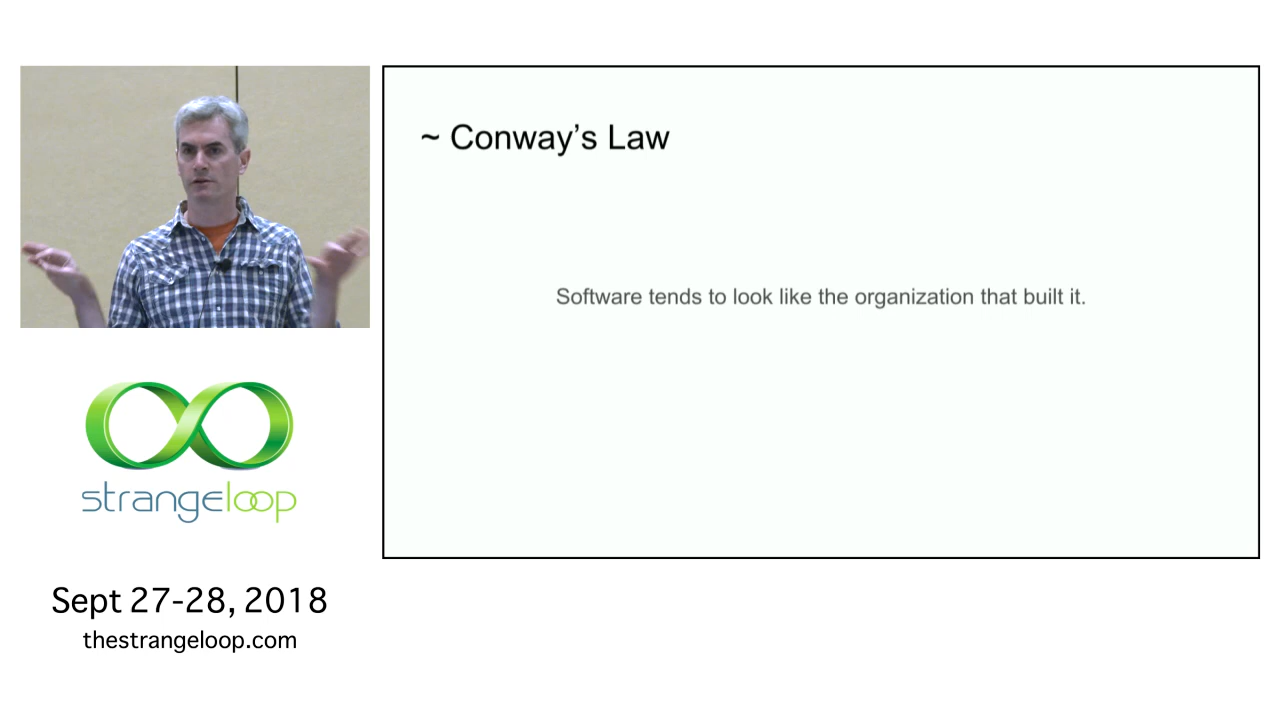 ~ Conway's Law
Software tends to look like the organization that built it.
strangeloop
Sept 27-28, 2018
thestrangeloop.com